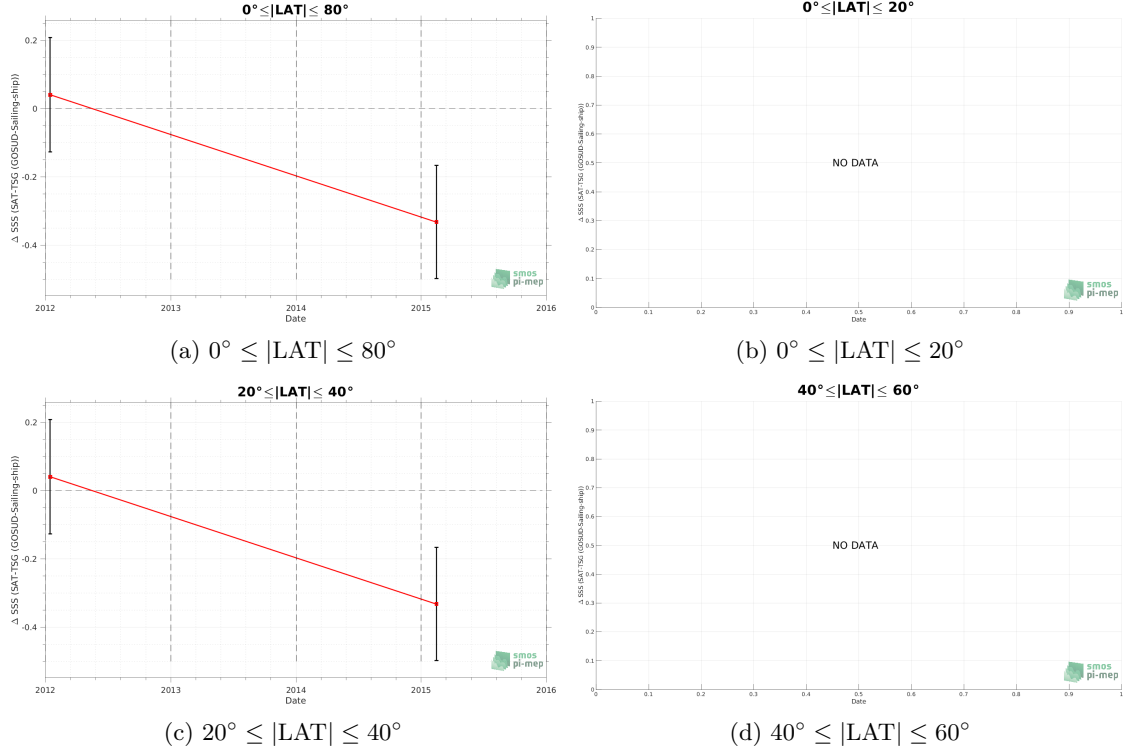 0°≤|LAT|≤ 80°
Δ SSS (SAT-TSG (GOSUD-Sailing-ship))
0.2
0
-0.2
-0.4
2012 2013 2014 2015 2016
Date
smos
pi-mep
(a) 0° ≤ |LAT| ≤ 80°
0°≤|LAT|≤ 20°
Δ SSS (SAT-TSG (GOSUD-Sailing-ship))
1
0.9
0.8
0.7
0.6
0.5
0.4
0.3
0.2
0.1
0
NO DATA
0 0.1 0.2 0.3 0.4 0.5 0.6 0.7 0.8 0.9 1
Date
smos
pi-mep
(b) 0° ≤ |LAT| ≤ 20°
20°≤|LAT|≤ 40°
Δ SSS (SAT-TSG (GOSUD-Sailing-ship))
0.2
0
-0.2
-0.4
2012 2013 2014 2015 2016
Date
smos
pi-mep
(c) 20° ≤ |LAT| ≤ 40°
40°≤|LAT|≤ 60°
Δ SSS (SAT-TSG (GOSUD-Sailing-ship))
1
0.9
0.8
0.7
0.6
0.5
0.4
0.3
0.2
0.1
0
NO DATA
0 0.1 0.2 0.3 0.4 0.5 0.6 0.7 0.8 0.9 1
Date
smos
pi-mep
(d) 40° ≤ |LAT| ≤ 60°